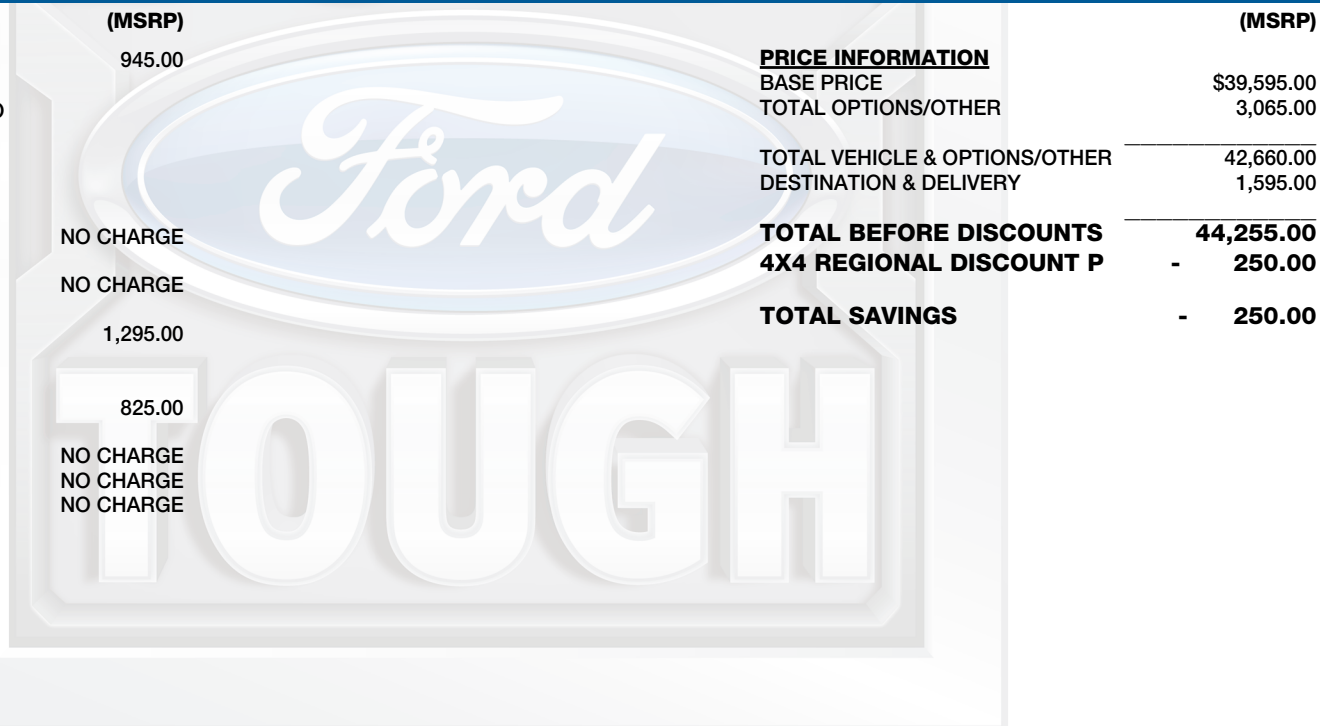 (MSRP)
945.00
NO CHARGE
NO CHARGE
1,295.00
825.00
NO CHARGE
NO CHARGE
NO CHARGE
Ford
TOUGH
(MSRP)
PRICE INFORMATION
BASE PRICE $39,595.00
TOTAL OPTIONS/OTHER 3,065.00
TOTAL VEHICLE & OPTIONS/OTHER 42,660.00
DESTINATION & DELIVERY 1,595.00
TOTAL BEFORE DISCOUNTS 44,255.00
4X4 REGIONAL DISCOUNT P - 250.00
TOTAL SAVINGS - 250.00